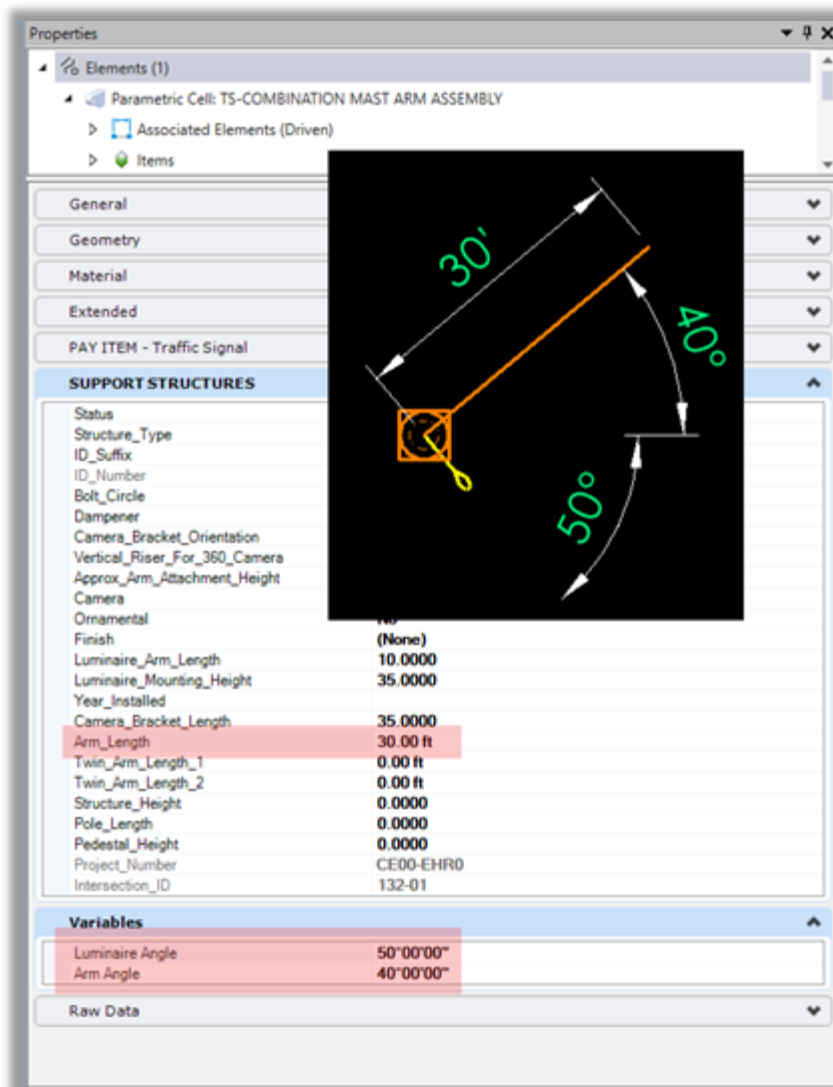 Properties
Elements (1)
Parametric Cell: TS-COMBINATION MAST ARM ASSEMBLY
Associated Elements (Driven)
Items
General
Geometry
Material
Extended
PAY ITEM - Traffic Signal
SUPPORT STRUCTURES
Status
Structure_Type
ID_Suffix
ID_Number
Bolt_Circle
Dampener
Camera_Bracket_Orientation
Vertical_Riser_For_360_Camera
Approx_Arm_Attachment_Height
Camera
Ornamental No
Finish (None)
Luminaire_Arm_Length 10.0000
Luminaire_Mounting_Height 35.0000
Year_Installed
Camera_Bracket_Length 35.0000
Arm_Length 30.00 ft
Twin_Arm_Length_1 0.00 ft
Twin_Arm_Length_2 0.00 ft
Structure_Height 0.0000
Pole_Length 0.0000
Pedestal_Height 0.0000
Project_Number CE00-EHR0
Intersection_ID 132-01
Variables
Luminaire Angle 50°00'00"
Arm Angle 40°00'00"
Raw Data
30'
40°
50°